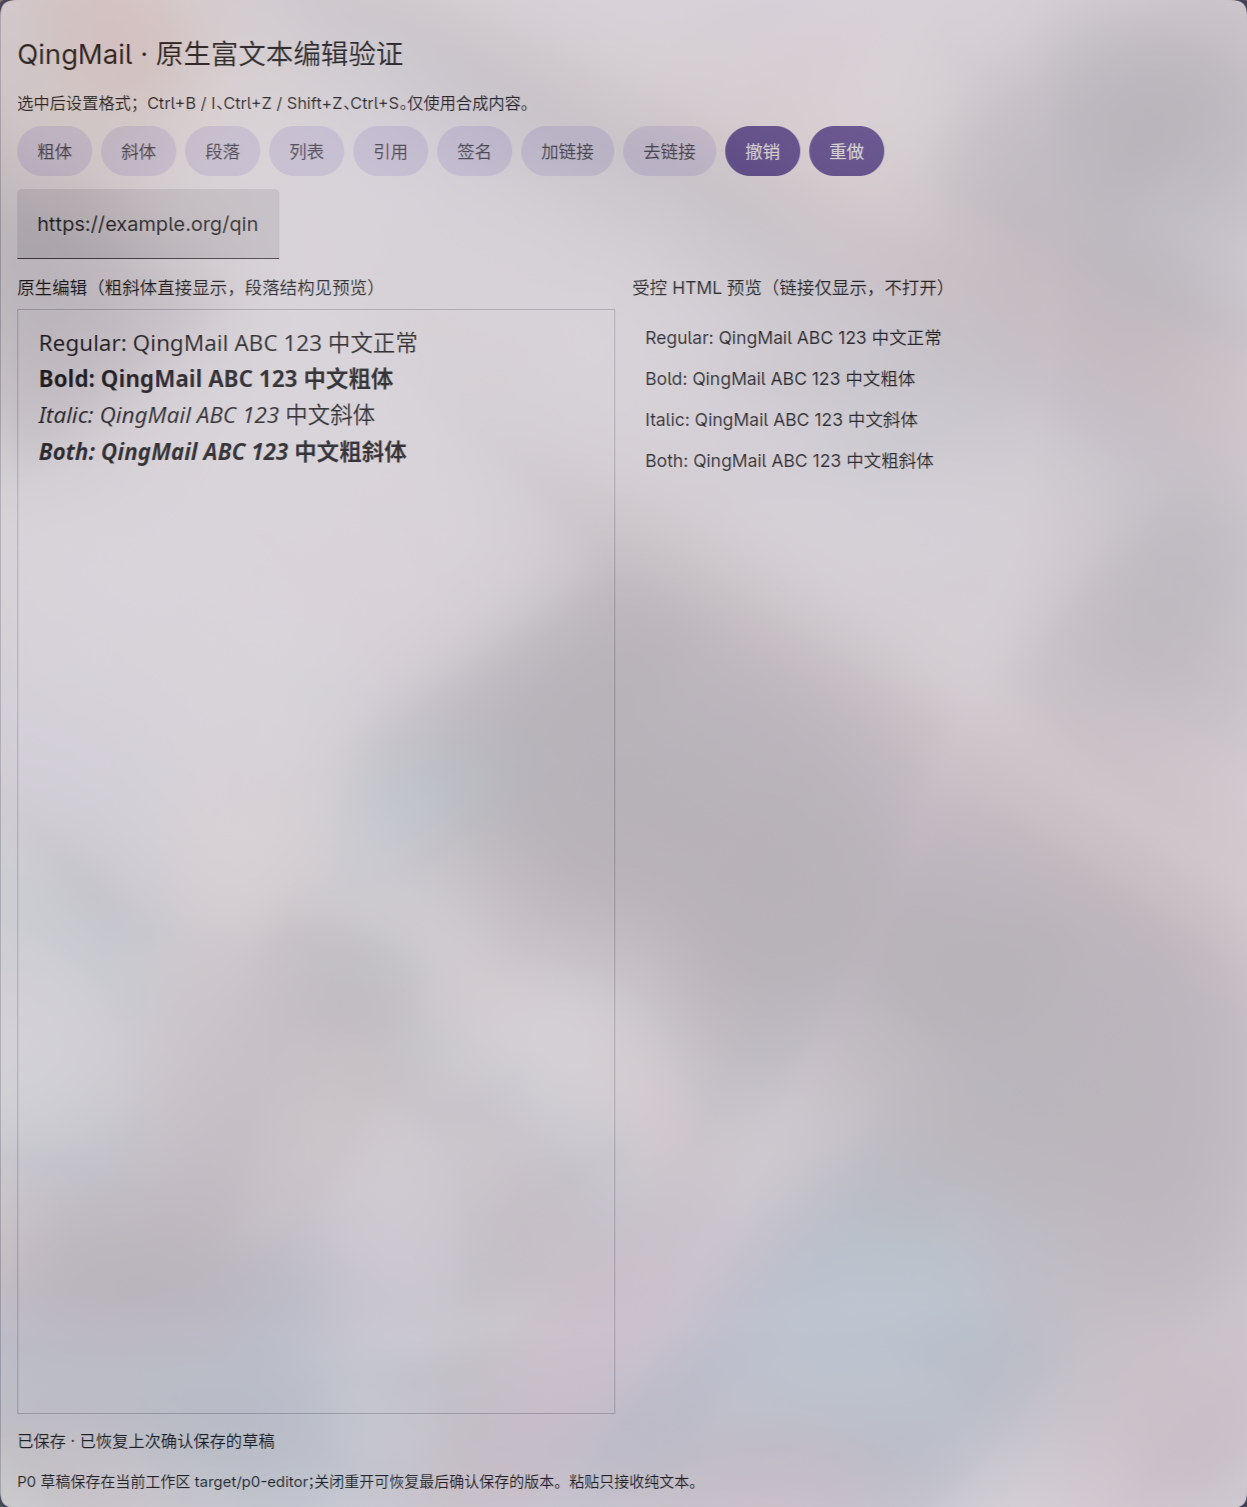 QingMail · 原生富文本编辑验证
选中后设置格式；Ctrl+B / I、Ctrl+Z / Shift+Z、Ctrl+S。仅使用合成内容。
粗体 斜体 段落 列表 引用 签名 加链接 去链接 撤销 重做
https://example.org/qin
原生编辑（粗斜体直接显示，段落结构见预览）
Regular: QingMail ABC 123 中文正常
Bold: QingMail ABC 123 中文粗体
Italic: QingMail ABC 123 中文斜体
Both: QingMail ABC 123 中文粗斜体
受控 HTML 预览（链接仅显示，不打开）
Regular: QingMail ABC 123 中文正常
Bold: QingMail ABC 123 中文粗体
Italic: QingMail ABC 123 中文斜体
Both: QingMail ABC 123 中文粗斜体
已保存 · 已恢复上次确认保存的草稿
P0 草稿保存在当前工作区 target/p0-editor；关闭重开可恢复最后确认保存的版本。粘贴只接收纯文本。